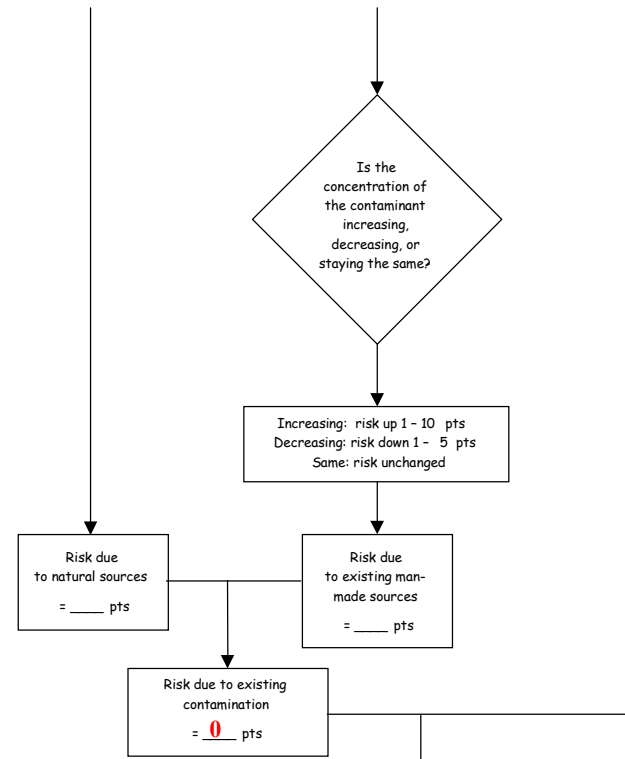 Is the
concentration of
the contaminant
increasing,
decreasing, or
staying the same?
Increasing: risk up 1 – 10 pts
Decreasing: risk down 1 – 5 pts
Same: risk unchanged
Risk due
to natural sources
= ____ pts
Risk due
to existing man-
made sources
= ____ pts
Risk due to existing
contamination
= _0_ pts